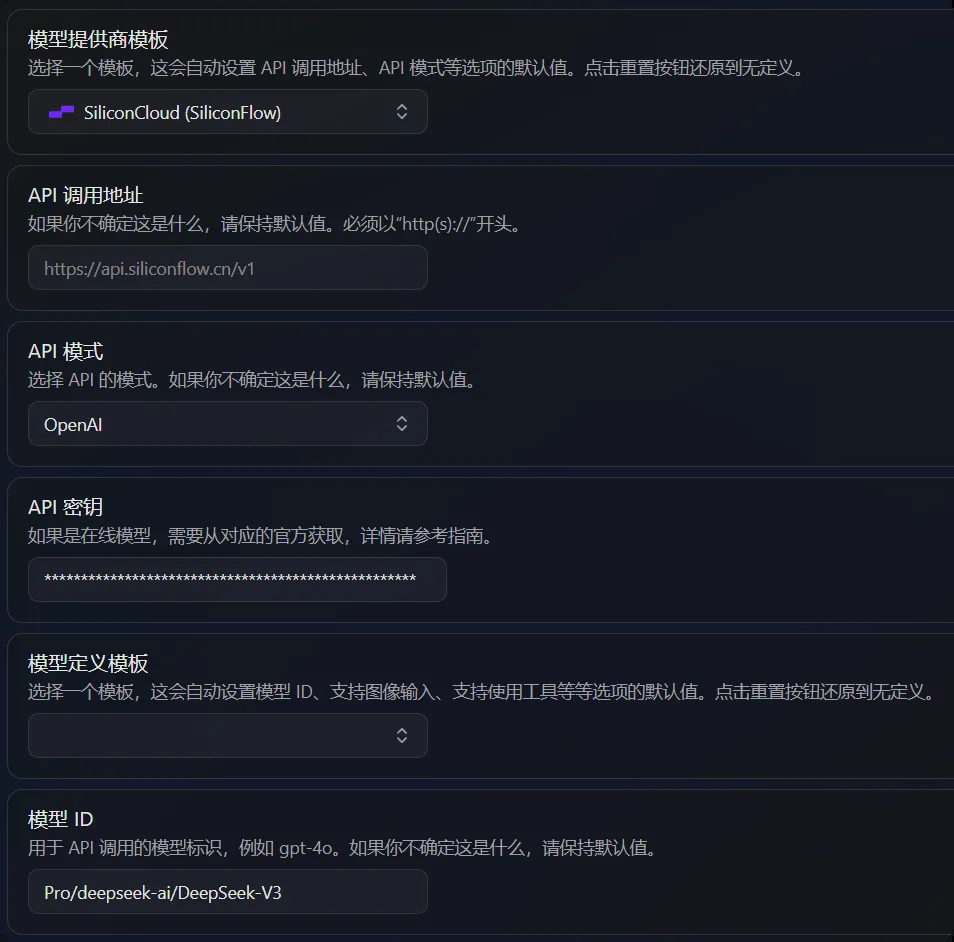 模型提供商模板
选择一个模板，这会自动设置 API 调用地址、API 模式等选项的默认值。点击重置按钮还原到无定义。
SiliconCloud (SiliconFlow)
API 调用地址
如果你不确定这是什么，请保持默认值。必须以“http(s)://”开头。
https://api.siliconflow.cn/v1
API 模式
选择 API 的模式。如果你不确定这是什么，请保持默认值。
OpenAI
API 密钥
如果是在线模型，需要从对应的官方获取，详情请参考指南。
***************************************************
模型定义模板
选择一个模板，这会自动设置模型 ID、支持图像输入、支持使用工具等等选项的默认值。点击重置按钮还原到无定义。
模型 ID
用于 API 调用的模型标识，例如 gpt-4o。如果你不确定这是什么，请保持默认值。
Pro/deepseek-ai/DeepSeek-V3